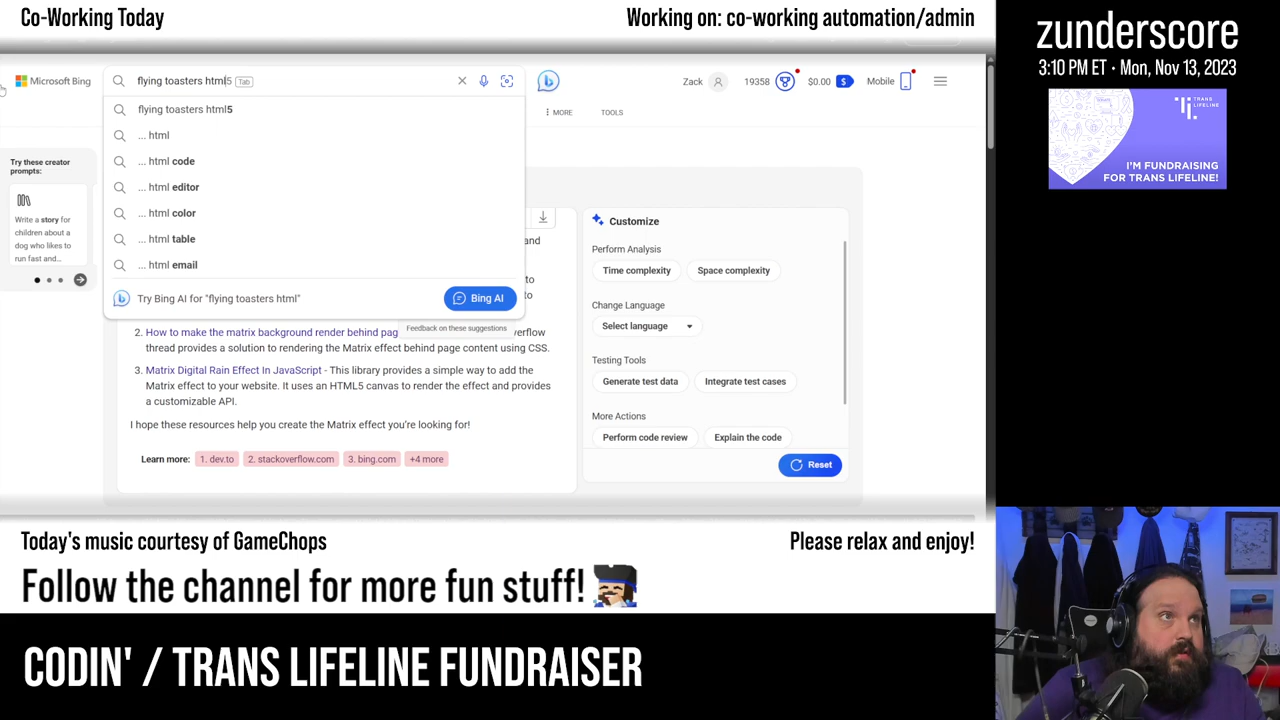 Co-Working Today
Working on: co-working automation/admin
Microsoft Bing
flying toasters html5
Tab
Zack
19358
$0.00
$
Mobile
MORE
TOOLS
flying toasters html5
... html
... html code
... html editor
... html color
... html table
... html email
Try Bing AI for "flying toasters html"
Bing AI
Feedback on these suggestions
Try these creator
prompts:
Write a story for
children about a
dog who likes to
run fast and...
and
to
to
2. How to make the matrix background render behind pag
erflow
thread provides a solution to rendering the Matrix effect behind page content using CSS.
3. Matrix Digital Rain Effect In JavaScript - This library provides a simple way to add the
Matrix effect to your website. It uses an HTML5 canvas to render the effect and provides
a customizable API.
I hope these resources help you create the Matrix effect you're looking for!
Learn more:
1. dev.to
2. stackoverflow.com
3. bing.com
+4 more
Customize
Perform Analysis
Time complexity
Space complexity
Change Language
Select language
Testing Tools
Generate test data
Integrate test cases
More Actions
Perform code review
Explain the code
Reset
zunderscore
3:10 PM ET • Mon, Nov 13, 2023
TRANS
LIFELINE
I'M FUNDRAISING
FOR TRANS LIFELINE!
Today's music courtesy of GameChops
Please relax and enjoy!
Follow the channel for more fun stuff!
CODIN' / TRANS LIFELINE FUNDRAISER